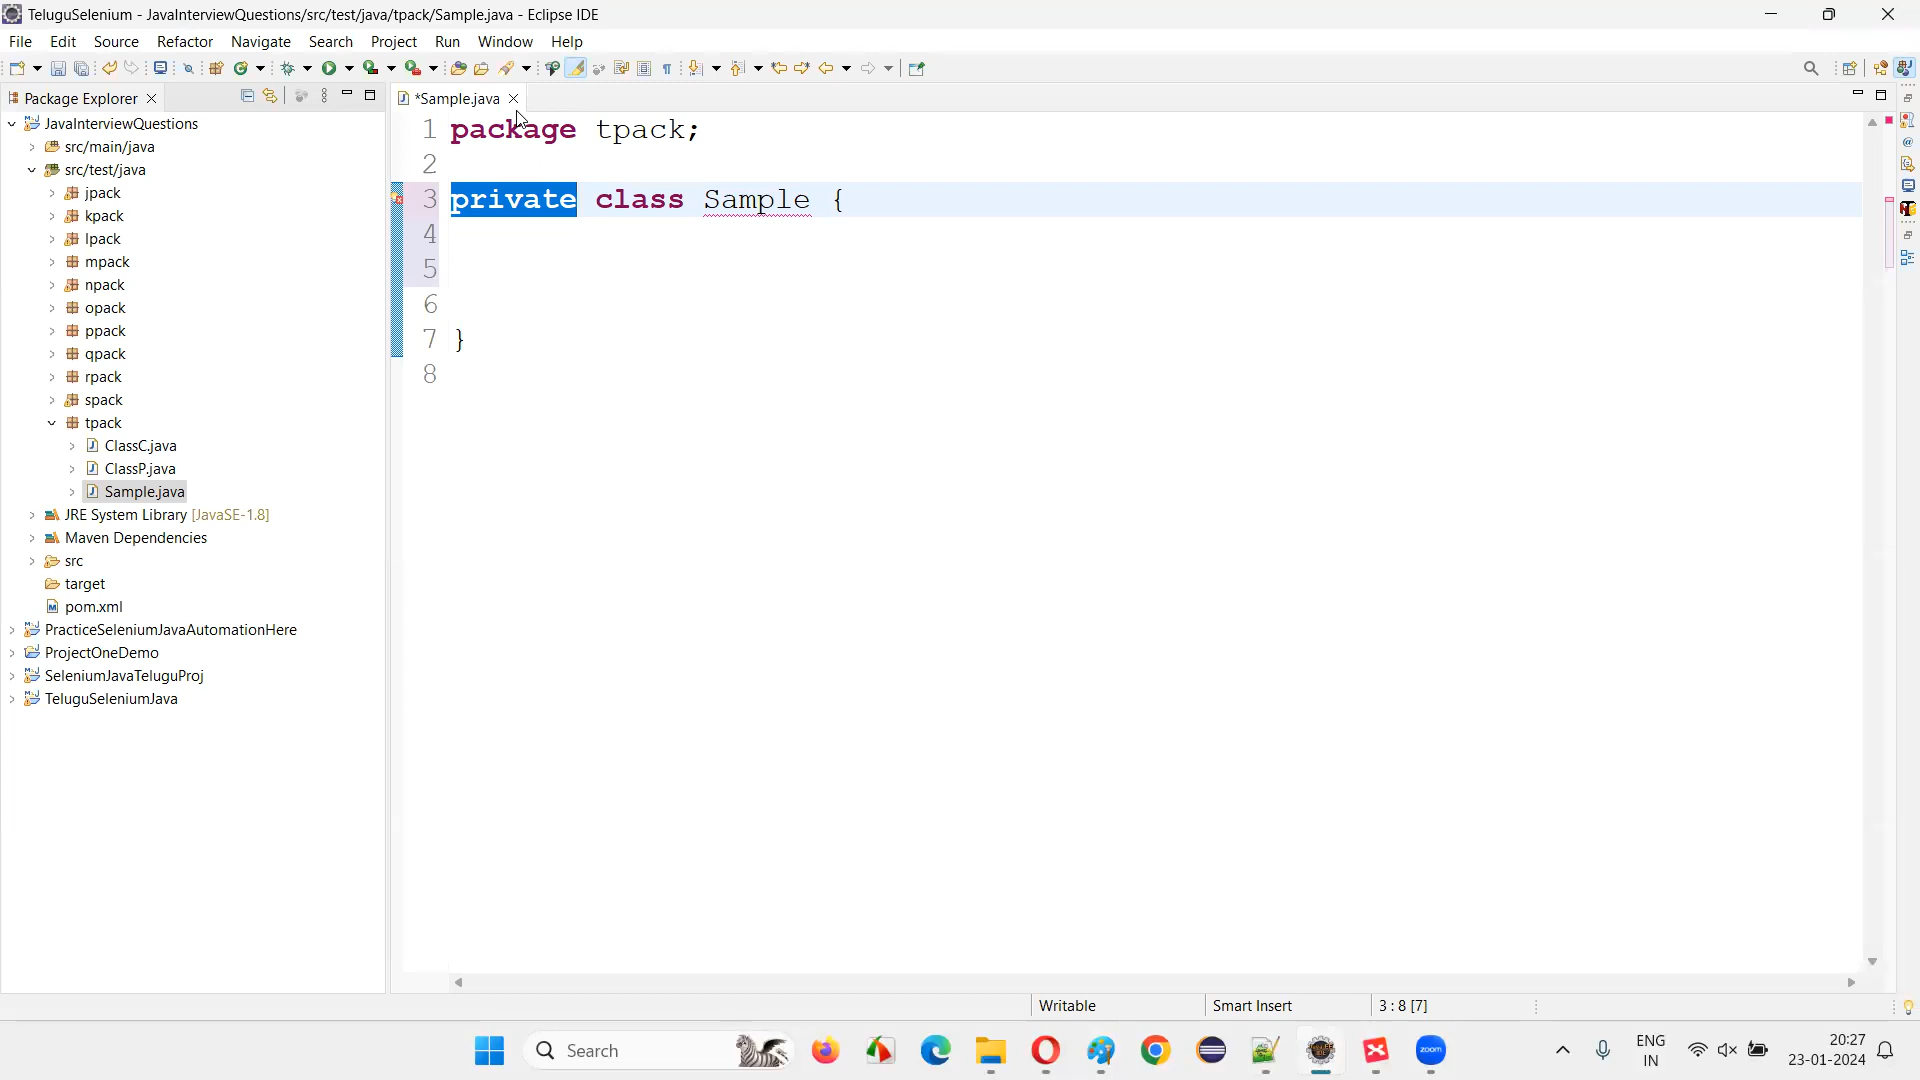 TeluguSelenium - JavaInterviewQuestions/src/test/java/tpack/Sample.java - Eclipse IDE
File Edit Source Refactor Navigate Search Project Run Window Help
Package Explorer
*Sample.java
JavaInterviewQuestions
src/main/java
src/test/java
jpack
kpack
lpack
mpack
npack
opack
ppack
qpack
rpack
spack
tpack
ClassC.java
ClassP.java
Sample.java
JRE System Library [JavaSE-1.8]
Maven Dependencies
src
target
pom.xml
PracticeSeleniumJavaAutomationHere
ProjectOneDemo
SeleniumJavaTeluguProj
TeluguSeleniumJava
1 package tpack;
2
3 private class Sample {
4
5
6
7 }
8
Writable Smart Insert 3 : 8 [7]
Search
zoom
ENG
IN
20:27
23-01-2024